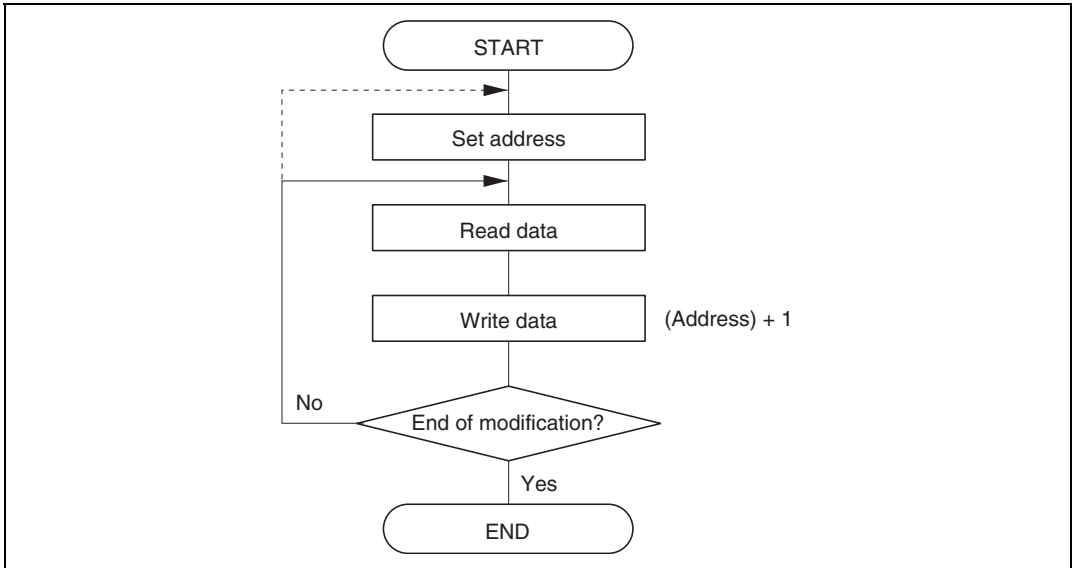 START
Set address
Read data
Write data
(Address) + 1
End of modification?
No
Yes
END